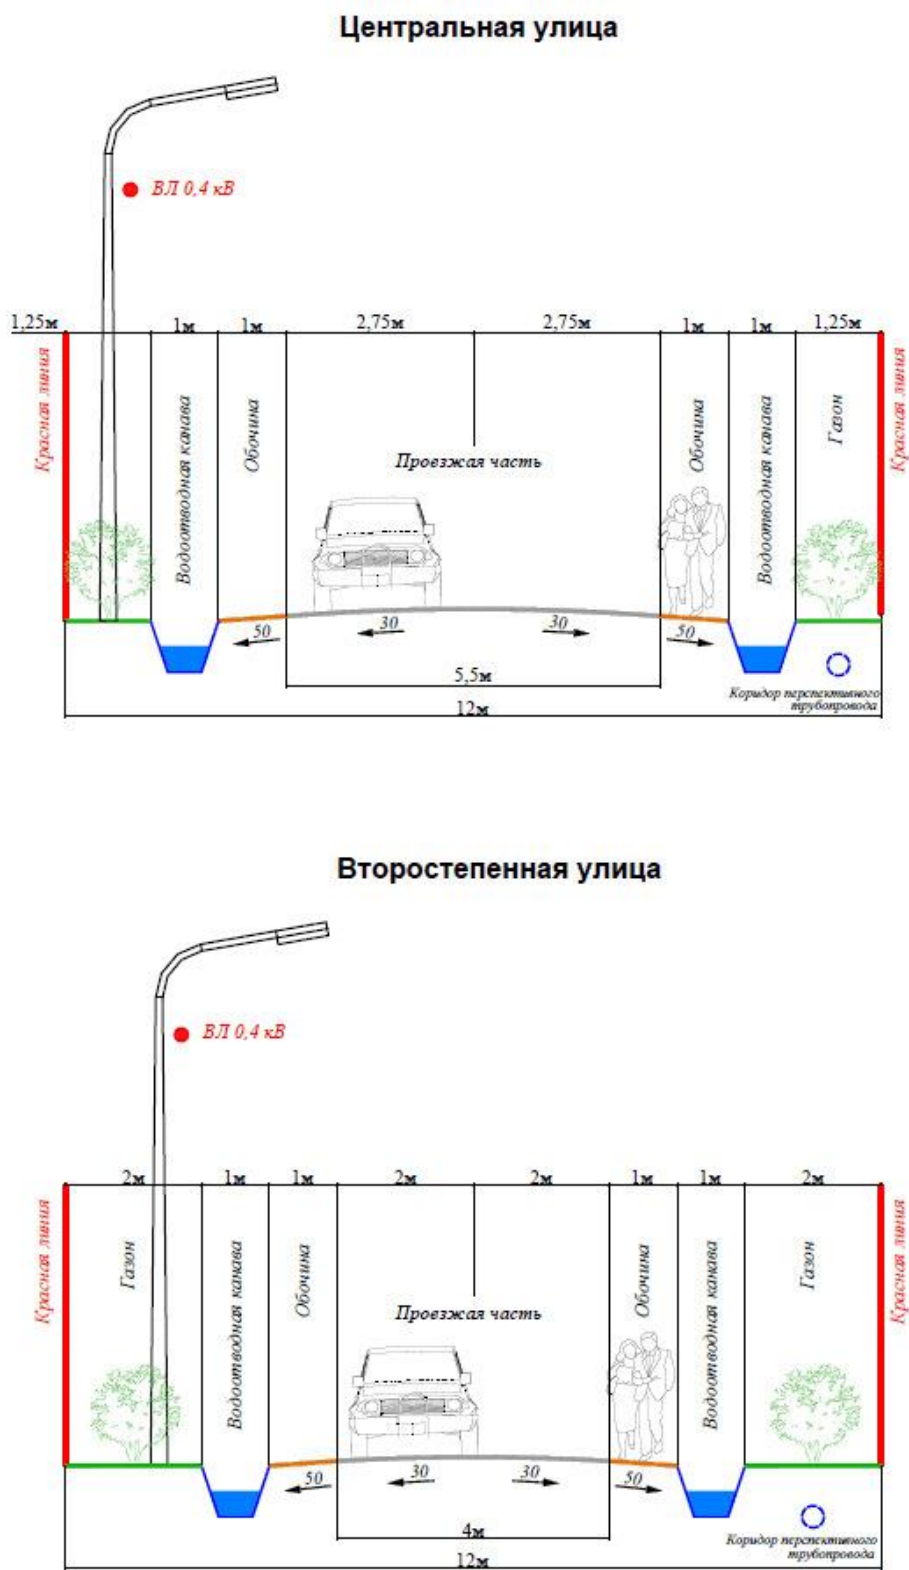 Центральная улица
ВЛ 0,4 кВ
1,25м
1м
1м
2,75м
2,75м
1м
1м
1,25м
Красная линия
Водоотводная канава
Обочина
Проезжая часть
Обочина
Водоотводная канава
Газон
Красная линия
50
30
30
50
5,5м
Коридор перспективного
трубопровода
12м
Второстепенная улица
ВЛ 0,4 кВ
2м
1м
1м
2м
2м
1м
1м
2м
Красная линия
Газон
Водоотводная канава
Обочина
Проезжая часть
Обочина
Водоотводная канава
Газон
Красная линия
50
30
30
50
4м
Коридор перспективного
трубопровода
12м